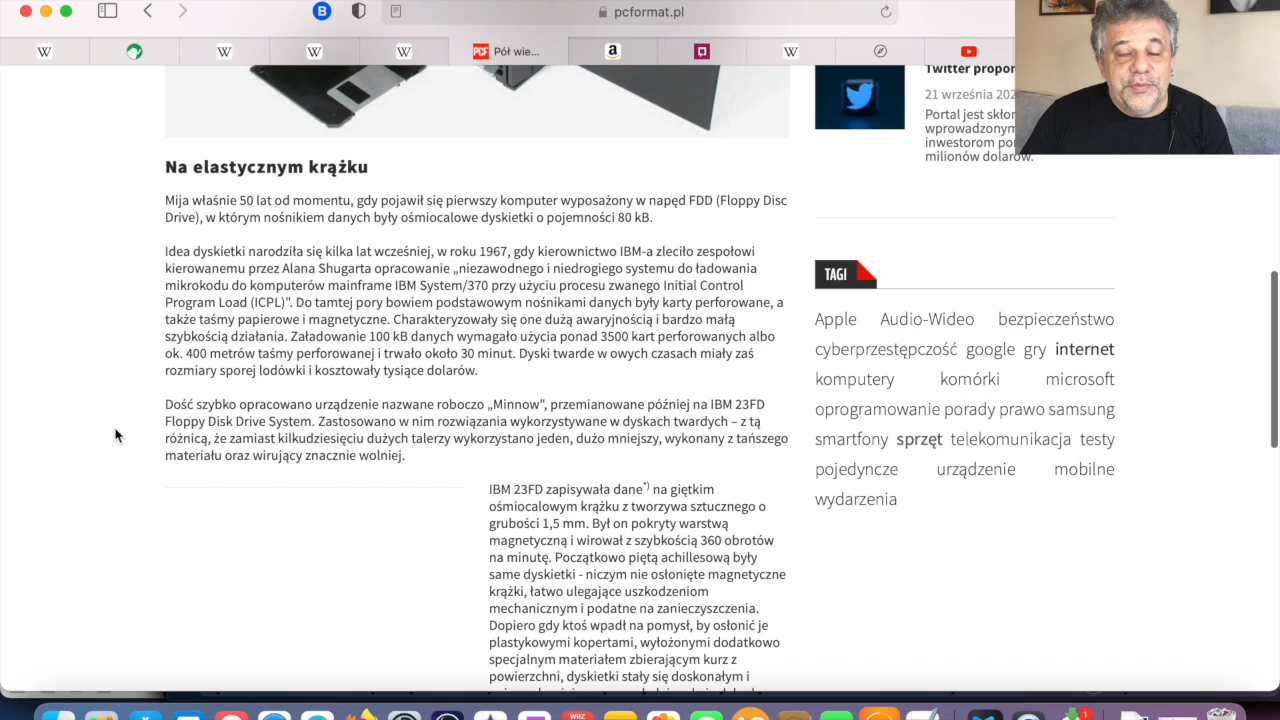 pcformat.pl
W
W
W
W
PCF Pół wie...
a
W
Twitter propor
21 września 202
Portal jest skłon
wprowadzonym
inwestorom pon
milionów dolarów.
Na elastycznym krążku
Mija właśnie 50 lat od momentu, gdy pojawił się pierwszy komputer wyposażony w napęd FDD (Floppy Disc
Drive), w którym nośnikiem danych były ośmiocalowe dyskietki o pojemności 80 kB.
Idea dyskietki narodziła się kilka lat wcześniej, w roku 1967, gdy kierownictwo IBM-a zleciło zespołowi
kierowanemu przez Alana Shugarta opracowanie „niezawodnego i niedrogiego systemu do ładowania
mikrokodu do komputerów mainframe IBM System/370 przy użyciu procesu zwanego Initial Control
Program Load (ICPL)". Do tamtej pory bowiem podstawowym nośnikami danych były karty perforowane, a
także taśmy papierowe i magnetyczne. Charakteryzowały się one dużą awaryjnością i bardzo małą
szybkością działania. Załadowanie 100 kB danych wymagało użycia ponad 3500 kart perforowanych albo
ok. 400 metrów taśmy perforowanej i trwało około 30 minut. Dyski twarde w owych czasach miały zaś
rozmiary sporej lodówki i kosztowały tysiące dolarów.
Dość szybko opracowano urządzenie nazwane roboczo „Minnow", przemianowane później na IBM 23FD
Floppy Disk Drive System. Zastosowano w nim rozwiązania wykorzystywane w dyskach twardych – z tą
różnicą, że zamiast kilkudziesięciu dużych talerzy wykorzystano jeden, dużo mniejszy, wykonany z tańszego
materiału oraz wirujący znacznie wolniej.
IBM 23FD zapisywała dane*) na giętkim
ośmiocalowym krążku z tworzywa sztucznego o
grubości 1,5 mm. Był on pokryty warstwą
magnetyczną i wirował z szybkością 360 obrotów
na minutę. Początkowo piętą achillesową były
same dyskietki - niczym nie osłonięte magnetyczne
krążki, łatwo ulegające uszkodzeniom
mechanicznym i podatne na zanieczyszczenia.
Dopiero gdy ktoś wpadł na pomysł, by osłonić je
plastykowymi kopertami, wyłożonymi dodatkowo
specjalnym materiałem zbierającym kurz z
powierzchni, dyskietki stały się doskonałym i
TAGI
Apple Audio-Wideo bezpieczeństwo
cyberprzestępczość google gry internet
komputery komórki microsoft
oprogramowanie porady prawo samsung
smartfony sprzęt telekomunikacja testy
pojedyncze urządzenie mobilne
wydarzenia
WRZ
1